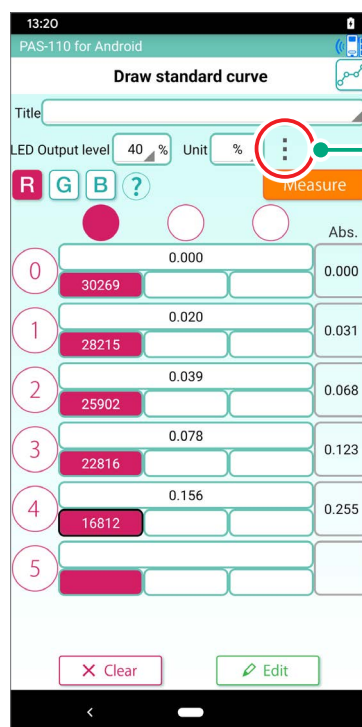 13:20
PAS-110 for Android
Draw standard curve
Title
LED Output level 40 % Unit %
R G B ? Measure
Abs.
0 0.000 0.000
30269
1 0.020 0.031
28215
2 0.039 0.068
25902
3 0.078 0.123
22816
4 0.156 0.255
16812
5
Clear Edit